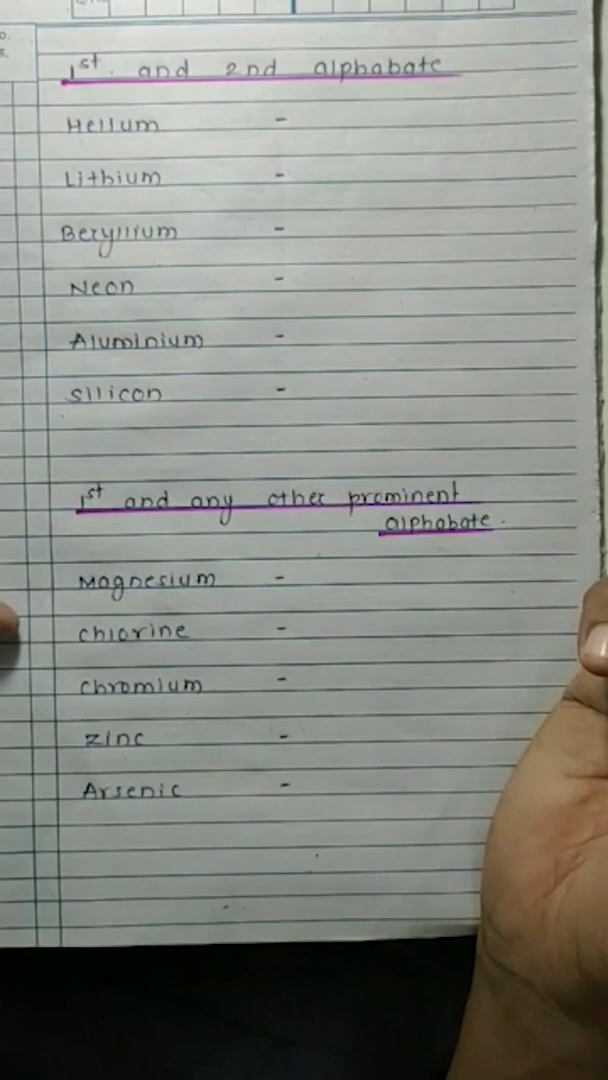 1st. and 2nd alphabate
Helium -
Lithium -
Beryllium -
Neon -
Aluminium -
silicon -
1st and any other prominent
alphabate.
Magnesium -
chlorine -
chromium -
zinc -
Arsenic -